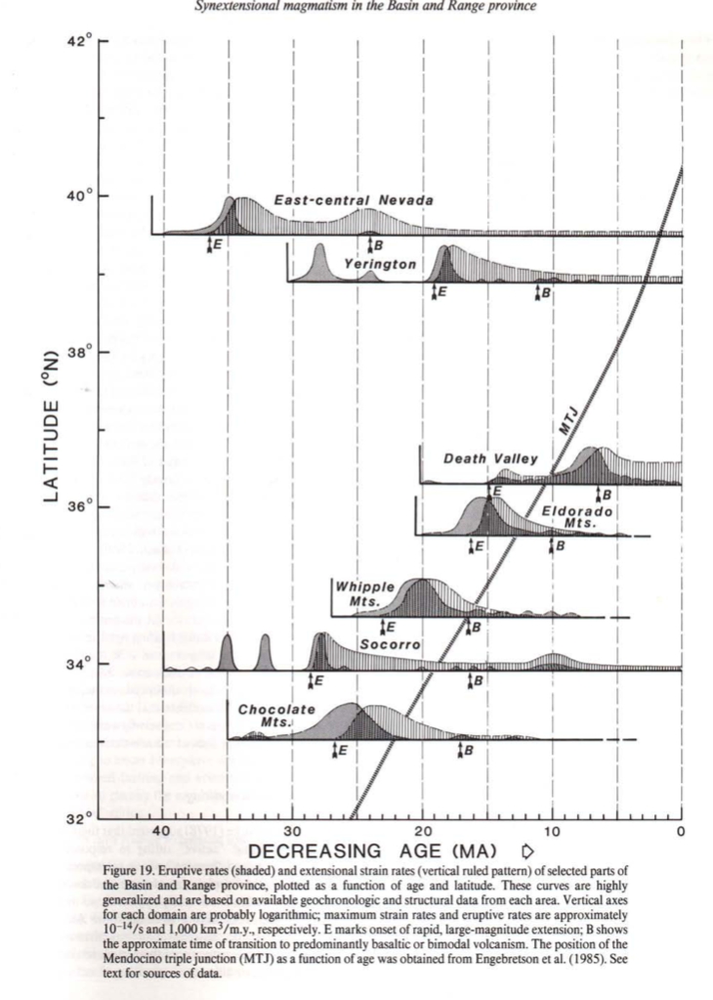 Synextensional magmatism in the Basin and Range province
42°
40°
38°
36°
34°
32°
LATITUDE (°N)
East-central Nevada
E
B
Yerington
E
B
MTJ
Death Valley
E
B
Eldorado
Mts.
E
B
Whipple
Mts.
E
B
Socorro
E
B
Chocolate
Mts.
E
B
40
30
20
10
0
DECREASING AGE (MA)
Figure 19. Eruptive rates (shaded) and extensional strain rates (vertical ruled pattern) of selected parts of
the Basin and Range province, plotted as a function of age and latitude. These curves are highly
generalized and are based on available geochronologic and structural data from each area. Vertical axes
for each domain are probably logarithmic; maximum strain rates and eruptive rates are approximately
10⁻¹⁴/s and 1,000 km³/m.y., respectively. E marks onset of rapid, large-magnitude extension; B shows
the approximate time of transition to predominantly basaltic or bimodal volcanism. The position of the
Mendocino triple junction (MTJ) as a function of age was obtained from Engebretson et al. (1985). See
text for sources of data.